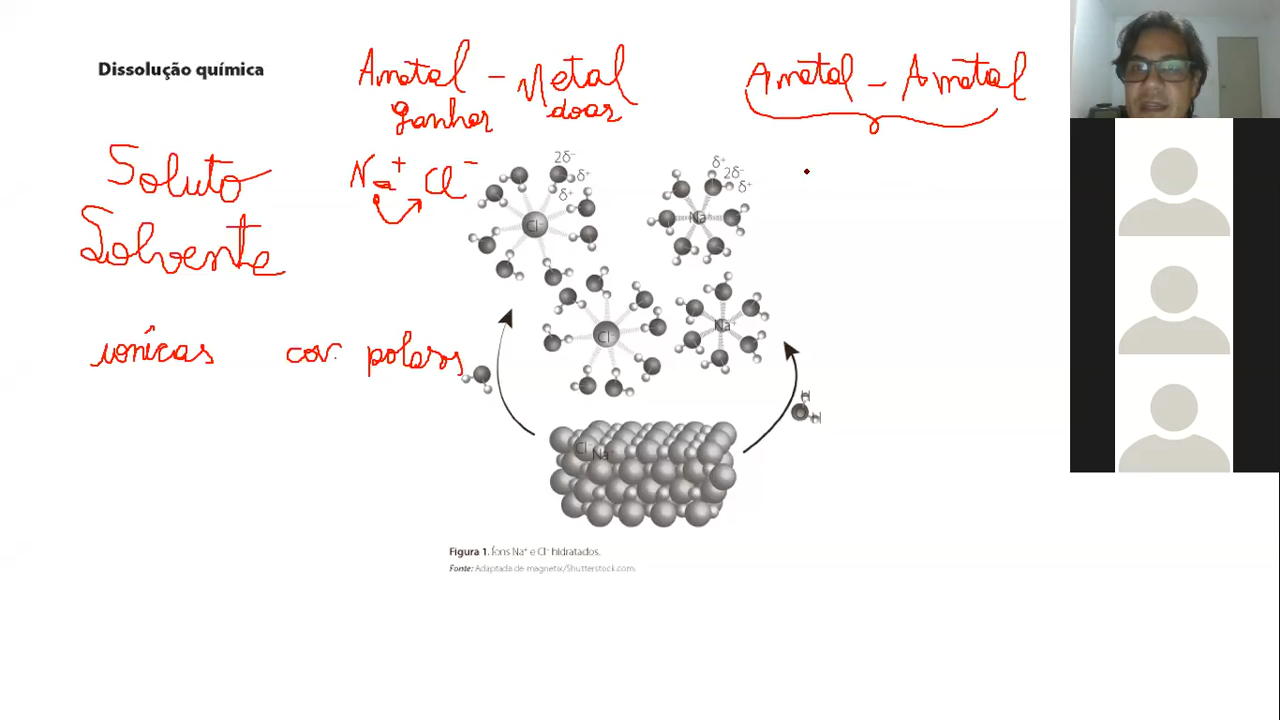 Dissolução química
Ametal - Metal
ganhar doar
Ametal - Ametal
Soluto
Solvente
Na+ Cl-
iônicas cov. polares
2δ-
δ+
δ+
Cl-
δ+
2δ-
δ+
Na+
Cl-
Na+
H
O
H
Cl-
Na+
Figura 1. Íons Na+ e Cl- hidratados.
Fonte: Adaptada de magnetix/Shutterstock.com.